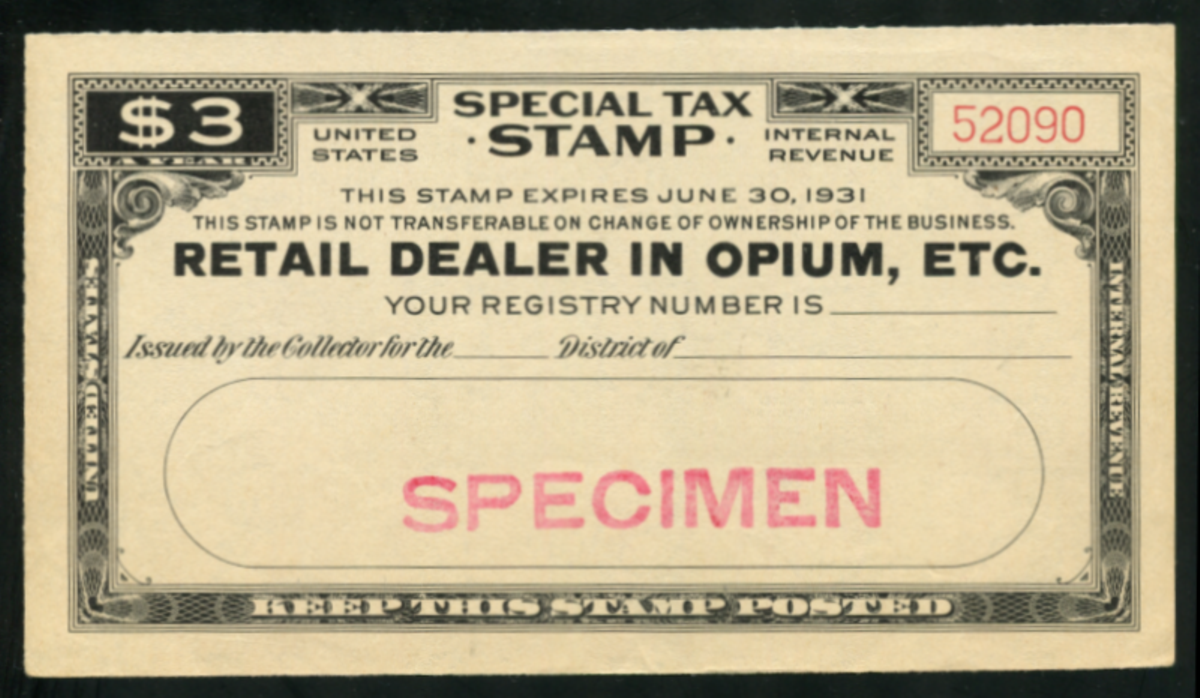 $3
A YEAR
UNITED STATES
SPECIAL TAX
· STAMP ·
INTERNAL REVENUE
52090
THIS STAMP EXPIRES JUNE 30, 1931
THIS STAMP IS NOT TRANSFERABLE ON CHANGE OF OWNERSHIP OF THE BUSINESS.
RETAIL DEALER IN OPIUM, ETC.
YOUR REGISTRY NUMBER IS
Issued by the Collector for the District of
SPECIMEN
UNITED STATES
INTERNAL REVENUE
KEEP THIS STAMP POSTED